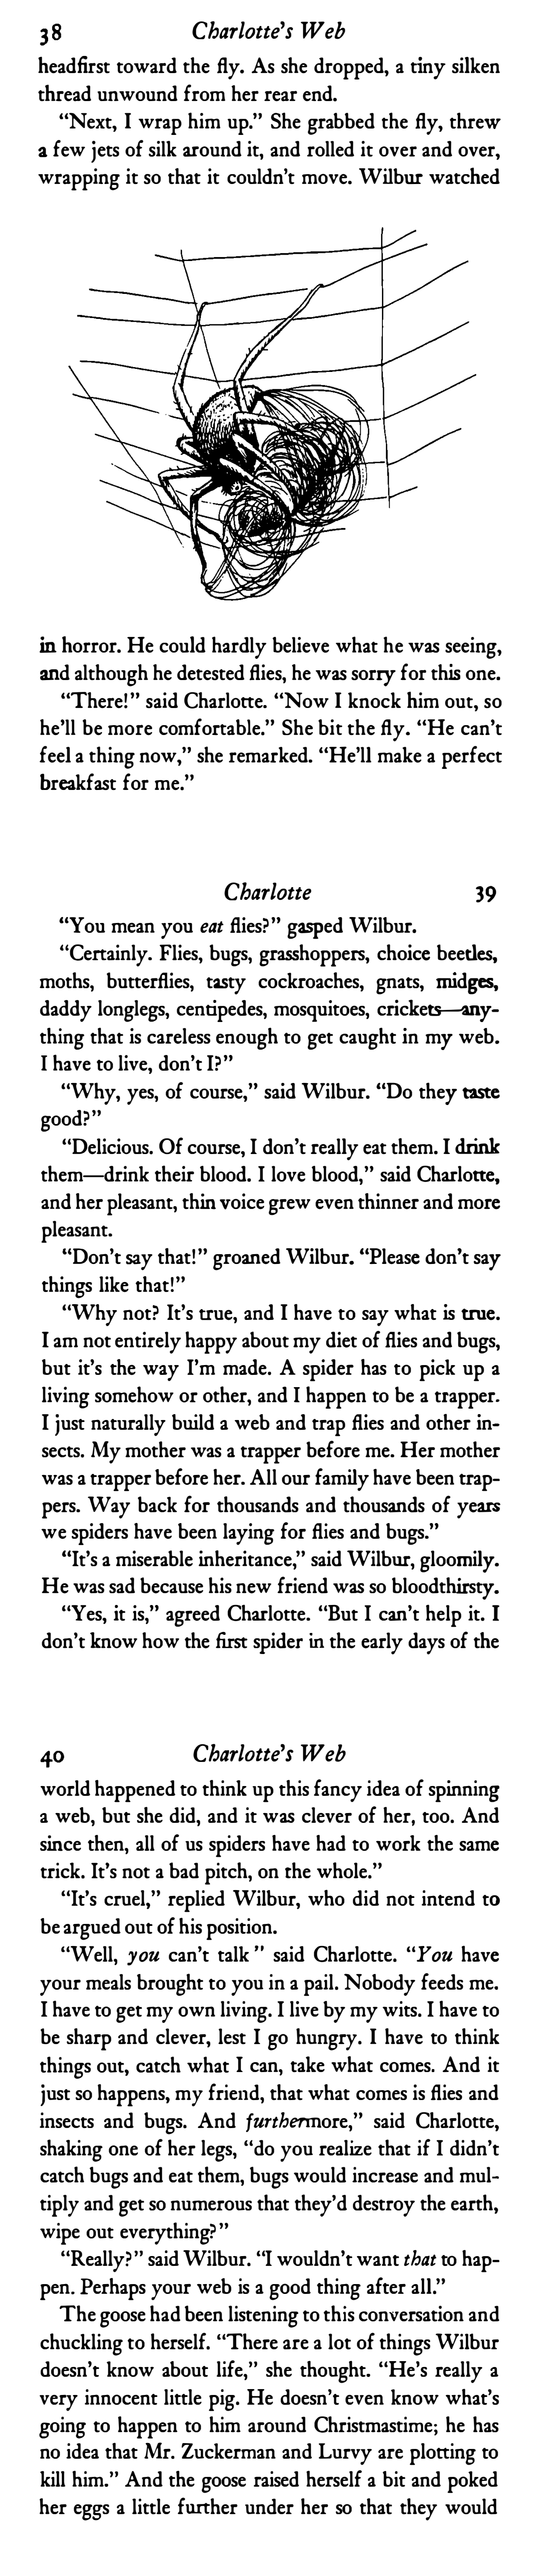 38 Charlotte's Web
headfirst toward the fly. As she dropped, a tiny silken
thread unwound from her rear end.
“Next, I wrap him up.” She grabbed the fly, threw
a few jets of silk around it, and rolled it over and over,
wrapping it so that it couldn't move. Wilbur watched
in horror. He could hardly believe what he was seeing,
and although he detested flies, he was sorry for this one.
“There!” said Charlotte. “Now I knock him out, so
he'll be more comfortable.” She bit the fly. “He can't
feel a thing now,” she remarked. “He'll make a perfect
breakfast for me.”
Charlotte 39
“You mean you eat flies?” gasped Wilbur.
“Certainly. Flies, bugs, grasshoppers, choice beetles,
moths, butterflies, tasty cockroaches, gnats, midges,
daddy longlegs, centipedes, mosquitoes, crickets—any-
thing that is careless enough to get caught in my web.
I have to live, don't I?”
“Why, yes, of course,” said Wilbur. “Do they taste
good?”
“Delicious. Of course, I don't really eat them. I drink
them—drink their blood. I love blood,” said Charlotte,
and her pleasant, thin voice grew even thinner and more
pleasant.
“Don't say that!” groaned Wilbur. “Please don't say
things like that!”
“Why not? It's true, and I have to say what is true.
I am not entirely happy about my diet of flies and bugs,
but it's the way I'm made. A spider has to pick up a
living somehow or other, and I happen to be a trapper.
I just naturally build a web and trap flies and other in-
sects. My mother was a trapper before me. Her mother
was a trapper before her. All our family have been trap-
pers. Way back for thousands and thousands of years
we spiders have been laying for flies and bugs.”
“It's a miserable inheritance,” said Wilbur, gloomily.
He was sad because his new friend was so bloodthirsty.
“Yes, it is,” agreed Charlotte. “But I can't help it. I
don't know how the first spider in the early days of the
40 Charlotte's Web
world happened to think up this fancy idea of spinning
a web, but she did, and it was clever of her, too. And
since then, all of us spiders have had to work the same
trick. It's not a bad pitch, on the whole.”
“It's cruel,” replied Wilbur, who did not intend to
be argued out of his position.
“Well, you can't talk” said Charlotte. “You have
your meals brought to you in a pail. Nobody feeds me.
I have to get my own living. I live by my wits. I have to
be sharp and clever, lest I go hungry. I have to think
things out, catch what I can, take what comes. And it
just so happens, my friend, that what comes is flies and
insects and bugs. And furthermore,” said Charlotte,
shaking one of her legs, “do you realize that if I didn't
catch bugs and eat them, bugs would increase and mul-
tiply and get so numerous that they'd destroy the earth,
wipe out everything?”
“Really?” said Wilbur. “I wouldn't want that to hap-
pen. Perhaps your web is a good thing after all.”
The goose had been listening to this conversation and
chuckling to herself. “There are a lot of things Wilbur
doesn't know about life,” she thought. “He's really a
very innocent little pig. He doesn't even know what's
going to happen to him around Christmastime; he has
no idea that Mr. Zuckerman and Lurvy are plotting to
kill him.” And the goose raised herself a bit and poked
her eggs a little further under her so that they would